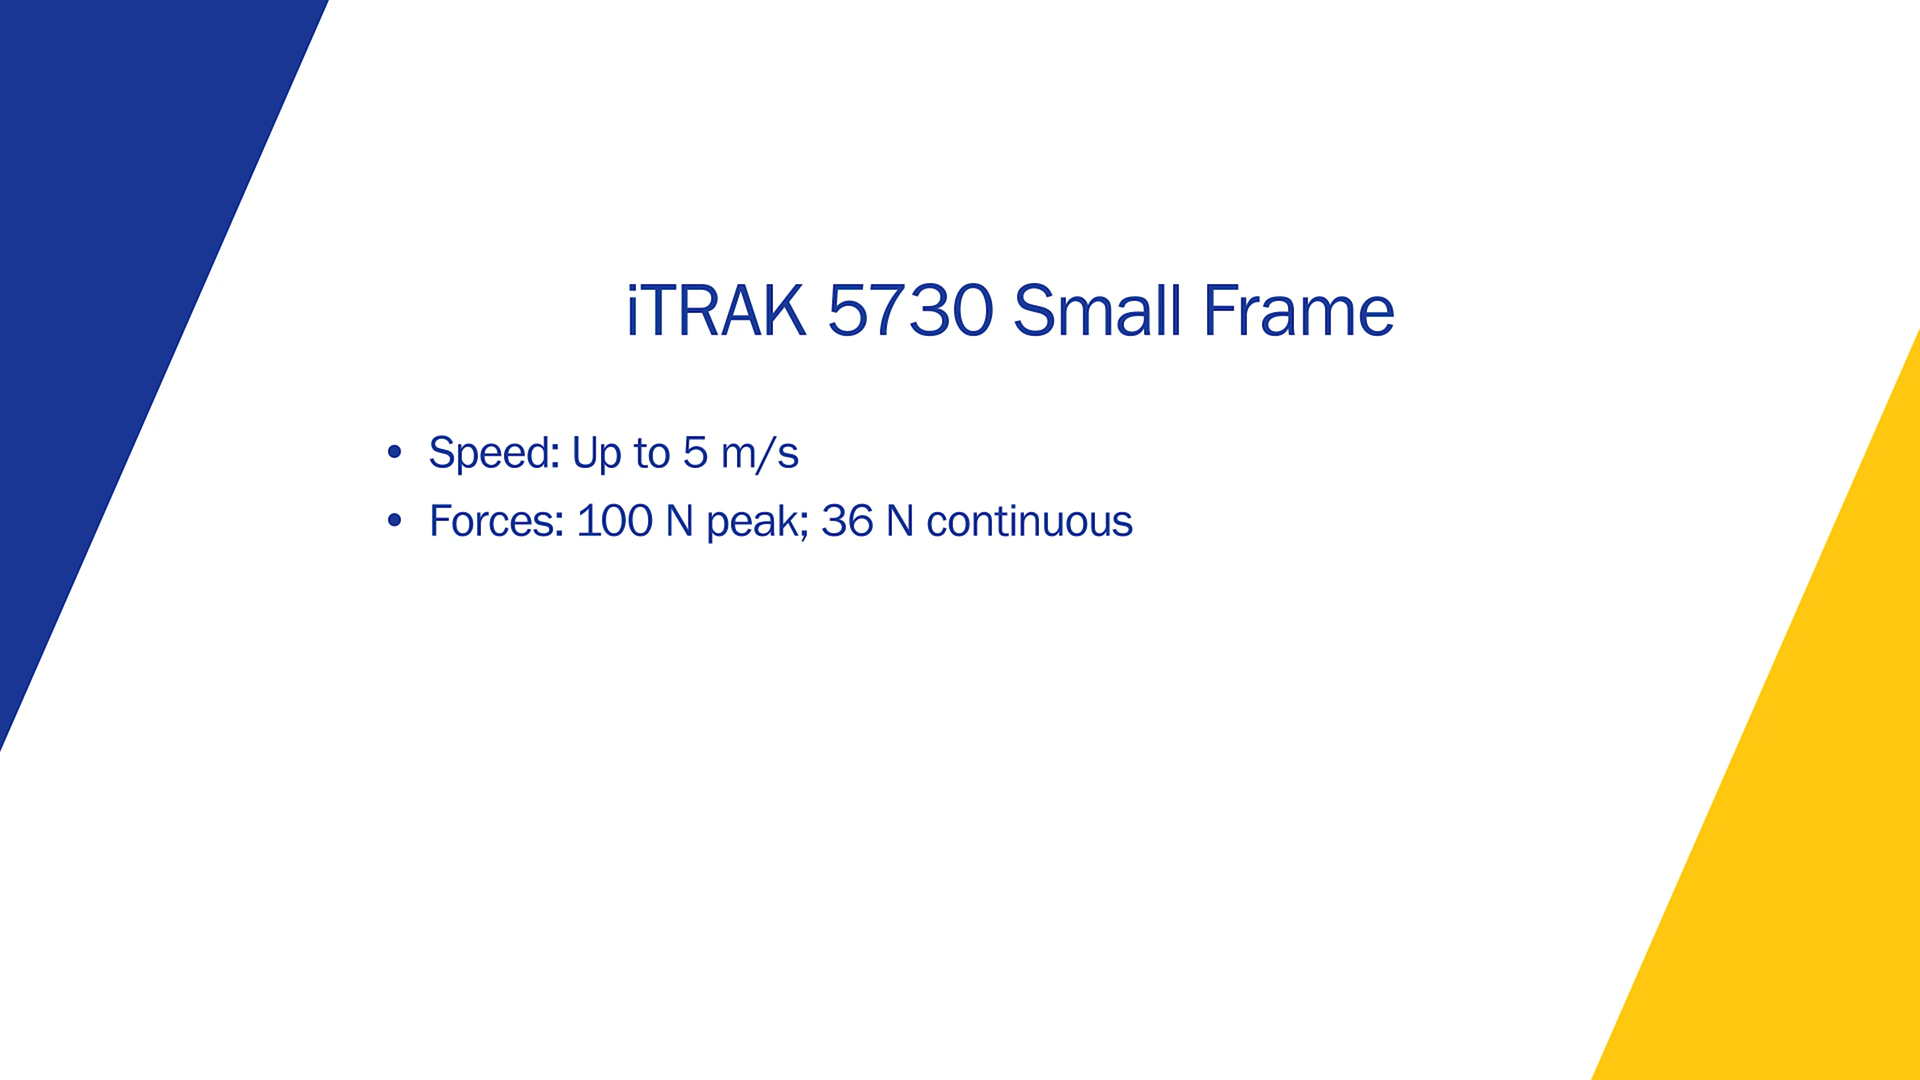 iTRAK 5730 Small Frame
• Speed: Up to 5 m/s
• Forces: 100 N peak; 36 N continuous